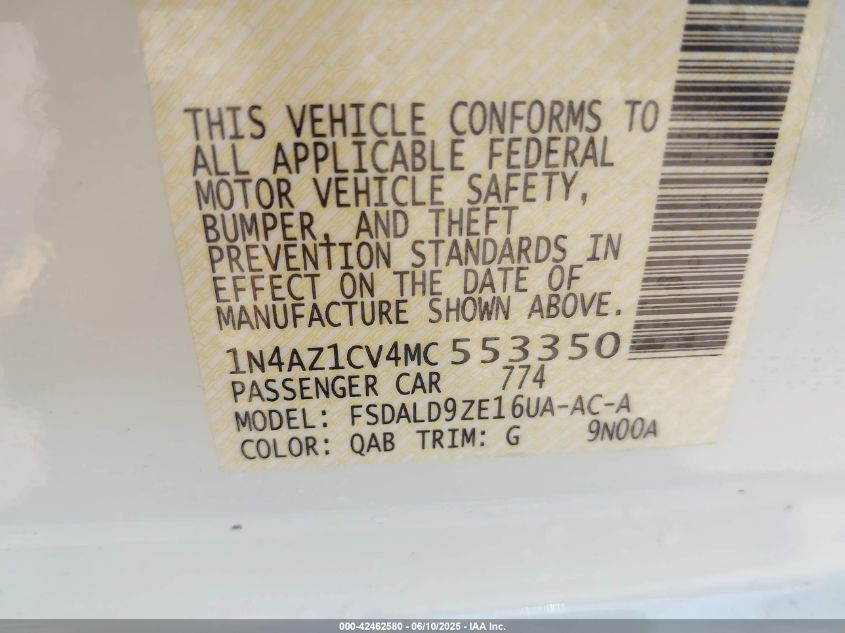 THIS VEHICLE CONFORMS TO
ALL APPLICABLE FEDERAL
MOTOR VEHICLE SAFETY,
BUMPER, AND THEFT
PREVENTION STANDARDS IN
EFFECT ON THE DATE OF
MANUFACTURE SHOWN ABOVE.
1N4AZ1CV4MC 553350
PASSENGER CAR 774
MODEL: FSDALD9ZE16UA-AC-A
COLOR: QAB TRIM: G 9N00A
000-42462580 - 06/10/2025 - IAA Inc.